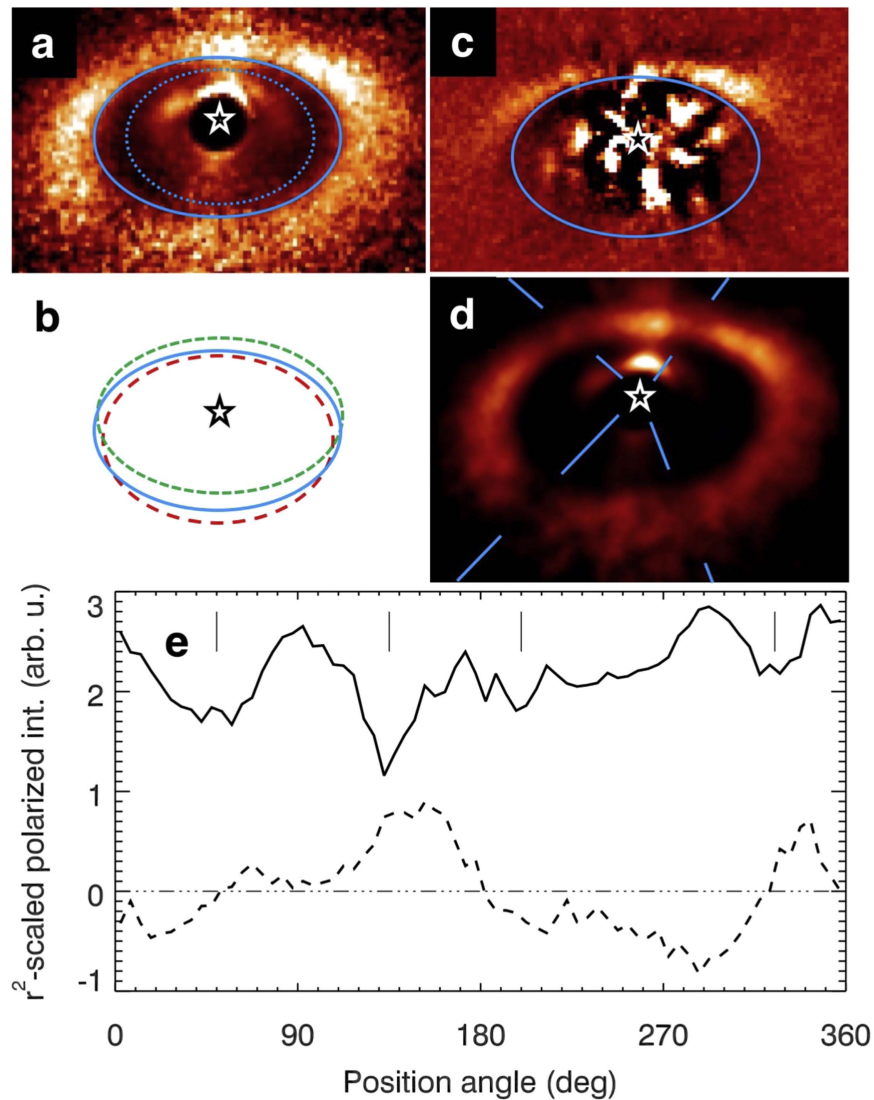 a
c
b
d
e
r²-scaled polarized int. (arb. u.)
3
2
1
0
-1
0 90 180 270 360
Position angle (deg)